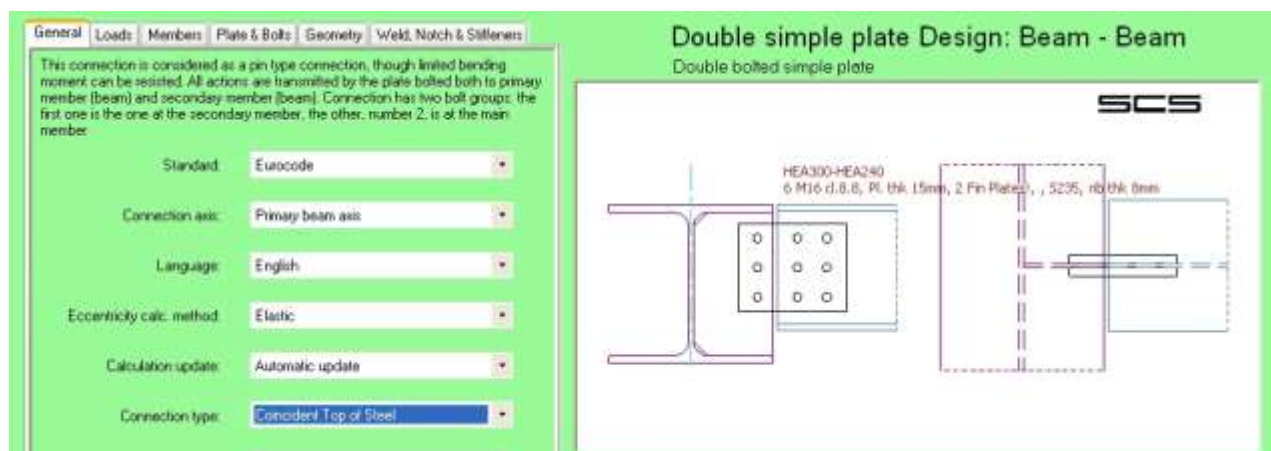 General
Loads
Members
Plate & Bolts
Geometry
Weld, Notch & Stiffeners
This connection is considered as a pin type connection, though limited bending
moment can be resisted. All actions are transmitted by the plate bolted both to primary
member (beam) and secondary member (beam). Connection has two bolt groups: the
first one is the one at the secondary member, the other, number 2, is at the main
member
Standard:
Eurocode
Connection axis:
Primary beam axis
Language:
English
Eccentricity calc. method:
Elastic
Calculation update:
Automatic update
Connection type:
Coincident Top of Steel
Double simple plate Design: Beam - Beam
Double bolted simple plate
SCS
HEA300-HEA240
6 M16 cl.8.8, Pl. thk 15mm, 2 Fin Plate , , S235, rib thk 8mm